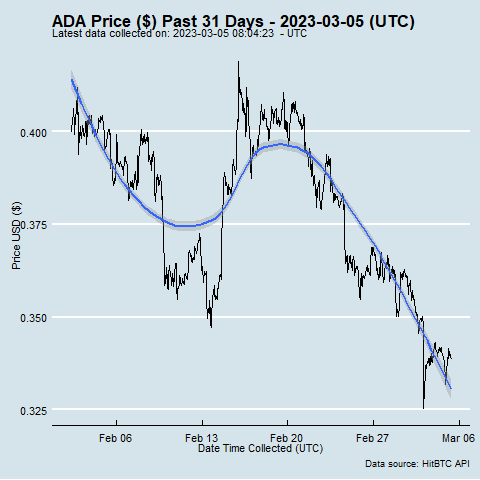 ADA Price ($) Past 31 Days - 2023-03-05 (UTC)
Latest data collected on: 2023-03-05 08:04:23 - UTC
0.400
0.375
0.350
0.325
Price USD ($)
Feb 06
Feb 13
Feb 20
Feb 27
Mar 06
Date Time Collected (UTC)
Data source: HitBTC API